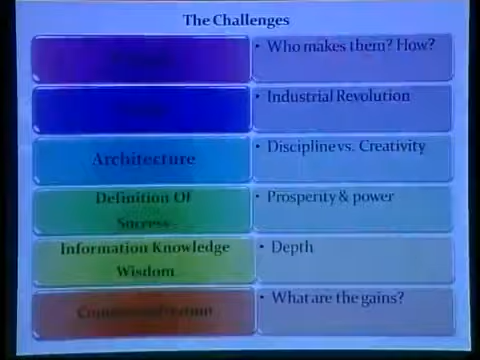 The Challenges
• Who makes them? How?
• Industrial Revolution
Architecture
• Discipline vs. Creativity
Definition Of
Success
• Prosperity & power
Information Knowledge
Wisdom
• Depth
• What are the gains?